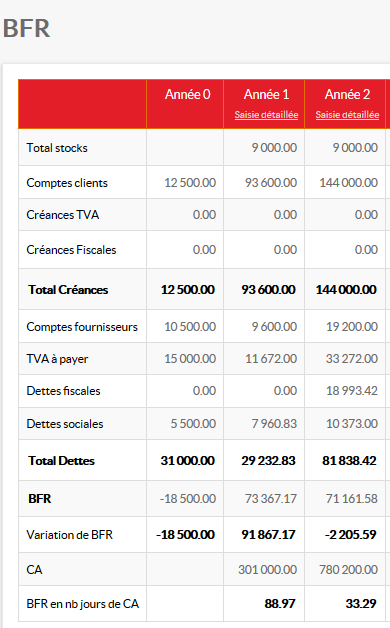 BFR
Année 0 Année 1 Année 2
Saisie détaillée Saisie détaillée
Total stocks 9 000.00 9 000.00
Comptes clients 12 500.00 93 600.00 144 000.00
Créances TVA 0.00 0.00 0.00
Créances Fiscales 0.00 0.00 0.00
Total Créances 12 500.00 93 600.00 144 000.00
Comptes fournisseurs 10 500.00 9 600.00 19 200.00
TVA à payer 15 000.00 11 672.00 33 272.00
Dettes fiscales 0.00 0.00 18 993.42
Dettes sociales 5 500.00 7 960.83 10 373.00
Total Dettes 31 000.00 29 232.83 81 838.42
BFR -18 500.00 73 367.17 71 161.58
Variation de BFR -18 500.00 91 867.17 -2 205.59
CA 301 000.00 780 200.00
BFR en nb jours de CA 88.97 33.29